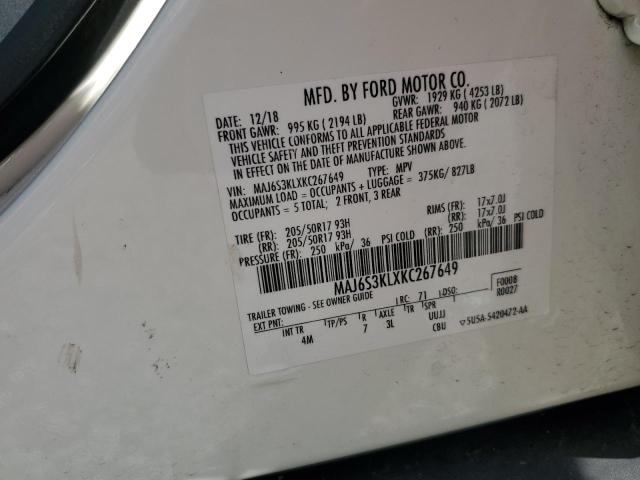 MFD. BY FORD MOTOR CO.
DATE: 12/18 GVWR: 1929 KG ( 4253 LB)
FRONT GAWR: 995 KG ( 2194 LB) REAR GAWR: 940 KG ( 2072 LB)
THIS VEHICLE CONFORMS TO ALL APPLICABLE FEDERAL MOTOR
VEHICLE SAFETY AND THEFT PREVENTION STANDARDS
IN EFFECT ON THE DATE OF MANUFACTURE SHOWN ABOVE.
VIN: MAJ6S3KLXKC267649 TYPE: MPV
MAXIMUM LOAD = OCCUPANTS + LUGGAGE = 375KG/ 827LB
OCCUPANTS = 5 TOTAL; 2 FRONT, 3 REAR
TIRE (FR): 205/50R17 93H RIMS (FR): 17x7.0J
(RR): 205/50R17 93H (RR): 17x7.0J
PRESSURE (FR): 250 kPa/ 36 PSI COLD (RR): 250 kPa/ 36 PSI COLD
MAJ6S3KLXKC267649
TRAILER TOWING - SEE OWNER GUIDE F0008
RC: 71 DSO: R0027
EXT PNT: INT TR TP/PS R AXLE TR SPR
4M 7 3L UUJJ
CBU 5U5A-5420472-AA